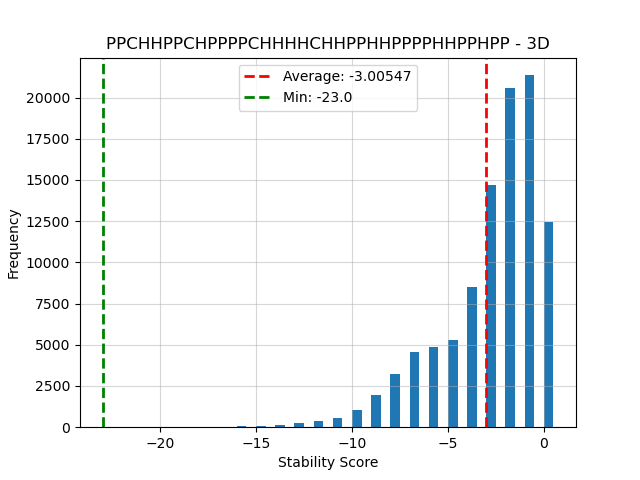 PPCHHPPCHPPPPCHHHHCHHPPHHPPPPHHPPHPP - 3D
Average: -3.00547
Min: -23.0
Frequency
20000
17500
15000
12500
10000
7500
5000
2500
0
−20
−15
−10
−5
0
Stability Score